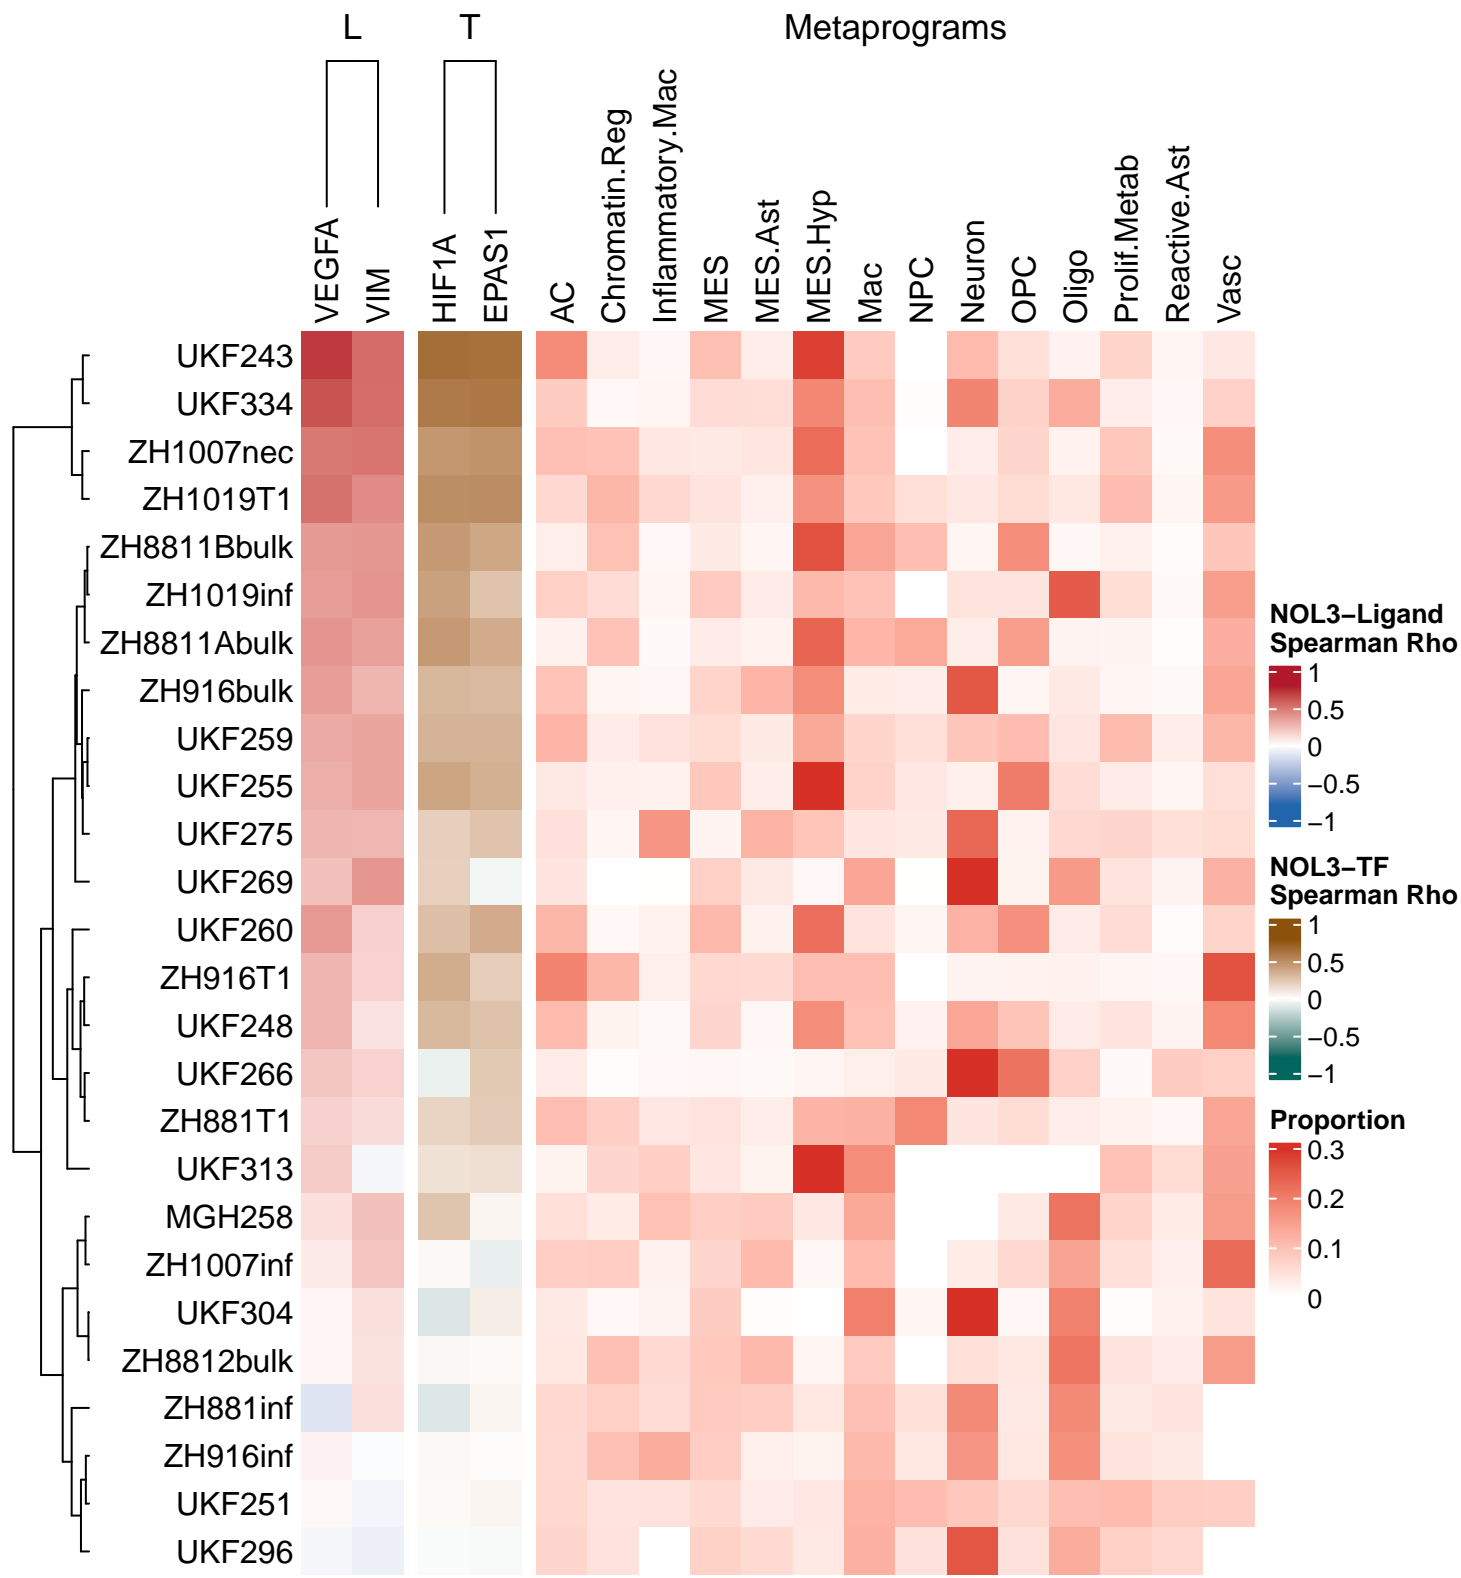 L T Metaprograms
VEGFA VIM HIF1A EPAS1 AC Chromatin.Reg Inflammatory.Mac MES MES.Ast MES.Hyp Mac NPC Neuron OPC Oligo Prolif.Metab Reactive.Ast Vasc
UKF243
UKF334
ZH1007nec
ZH1019T1
ZH8811Bbulk
ZH1019inf
ZH8811Abulk
ZH916bulk
UKF259
UKF255
UKF275
UKF269
UKF260
ZH916T1
UKF248
UKF266
ZH881T1
UKF313
MGH258
ZH1007inf
UKF304
ZH8812bulk
ZH881inf
ZH916inf
UKF251
UKF296
NOL3−Ligand
Spearman Rho
1
0.5
0
−0.5
−1
NOL3−TF
Spearman Rho
1
0.5
0
−0.5
−1
Proportion
0.3
0.2
0.1
0